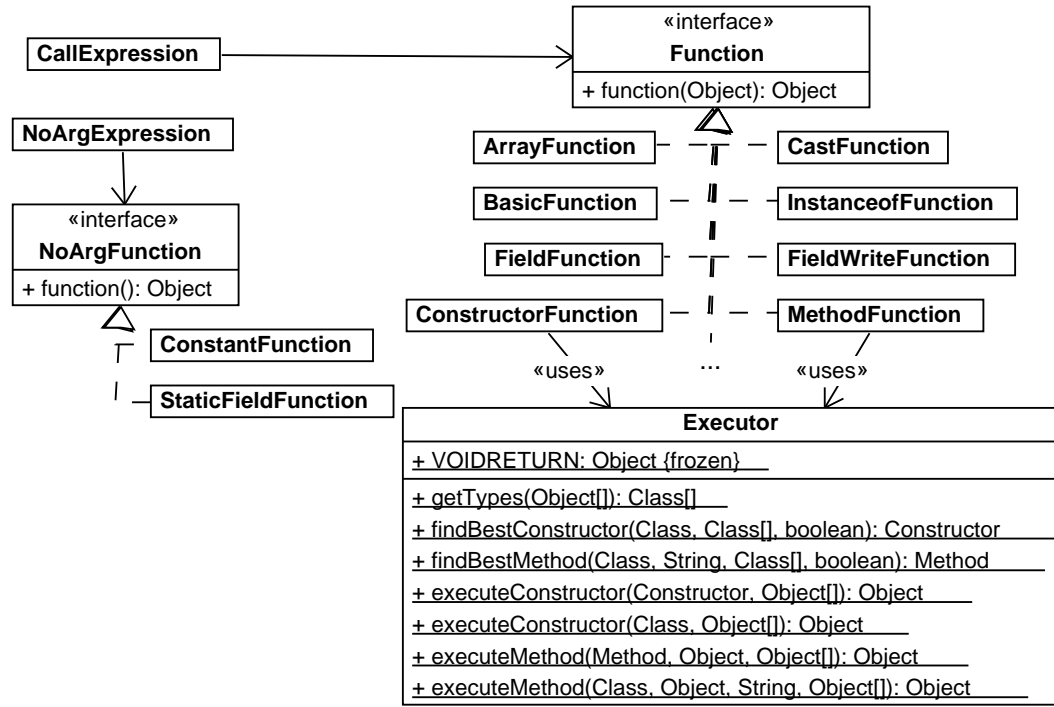 «interface»
CallExpression
Function
+ function(Object): Object
NoArgExpression
ArrayFunction
CastFunction
BasicFunction
InstanceofFunction
«interface»
NoArgFunction
+ function(): Object
FieldFunction
FieldWriteFunction
ConstructorFunction
MethodFunction
ConstantFunction
StaticFieldFunction
«uses»
...
«uses»
Executor
+ VOIDRETURN: Object {frozen}
+ getTypes(Object[]): Class[]
+ findBestConstructor(Class, Class[], boolean): Constructor
+ findBestMethod(Class, String, Class[], boolean): Method
+ executeConstructor(Constructor, Object[]): Object
+ executeConstructor(Class, Object[]): Object
+ executeMethod(Method, Object, Object[]): Object
+ executeMethod(Class, Object, String, Object[]): Object